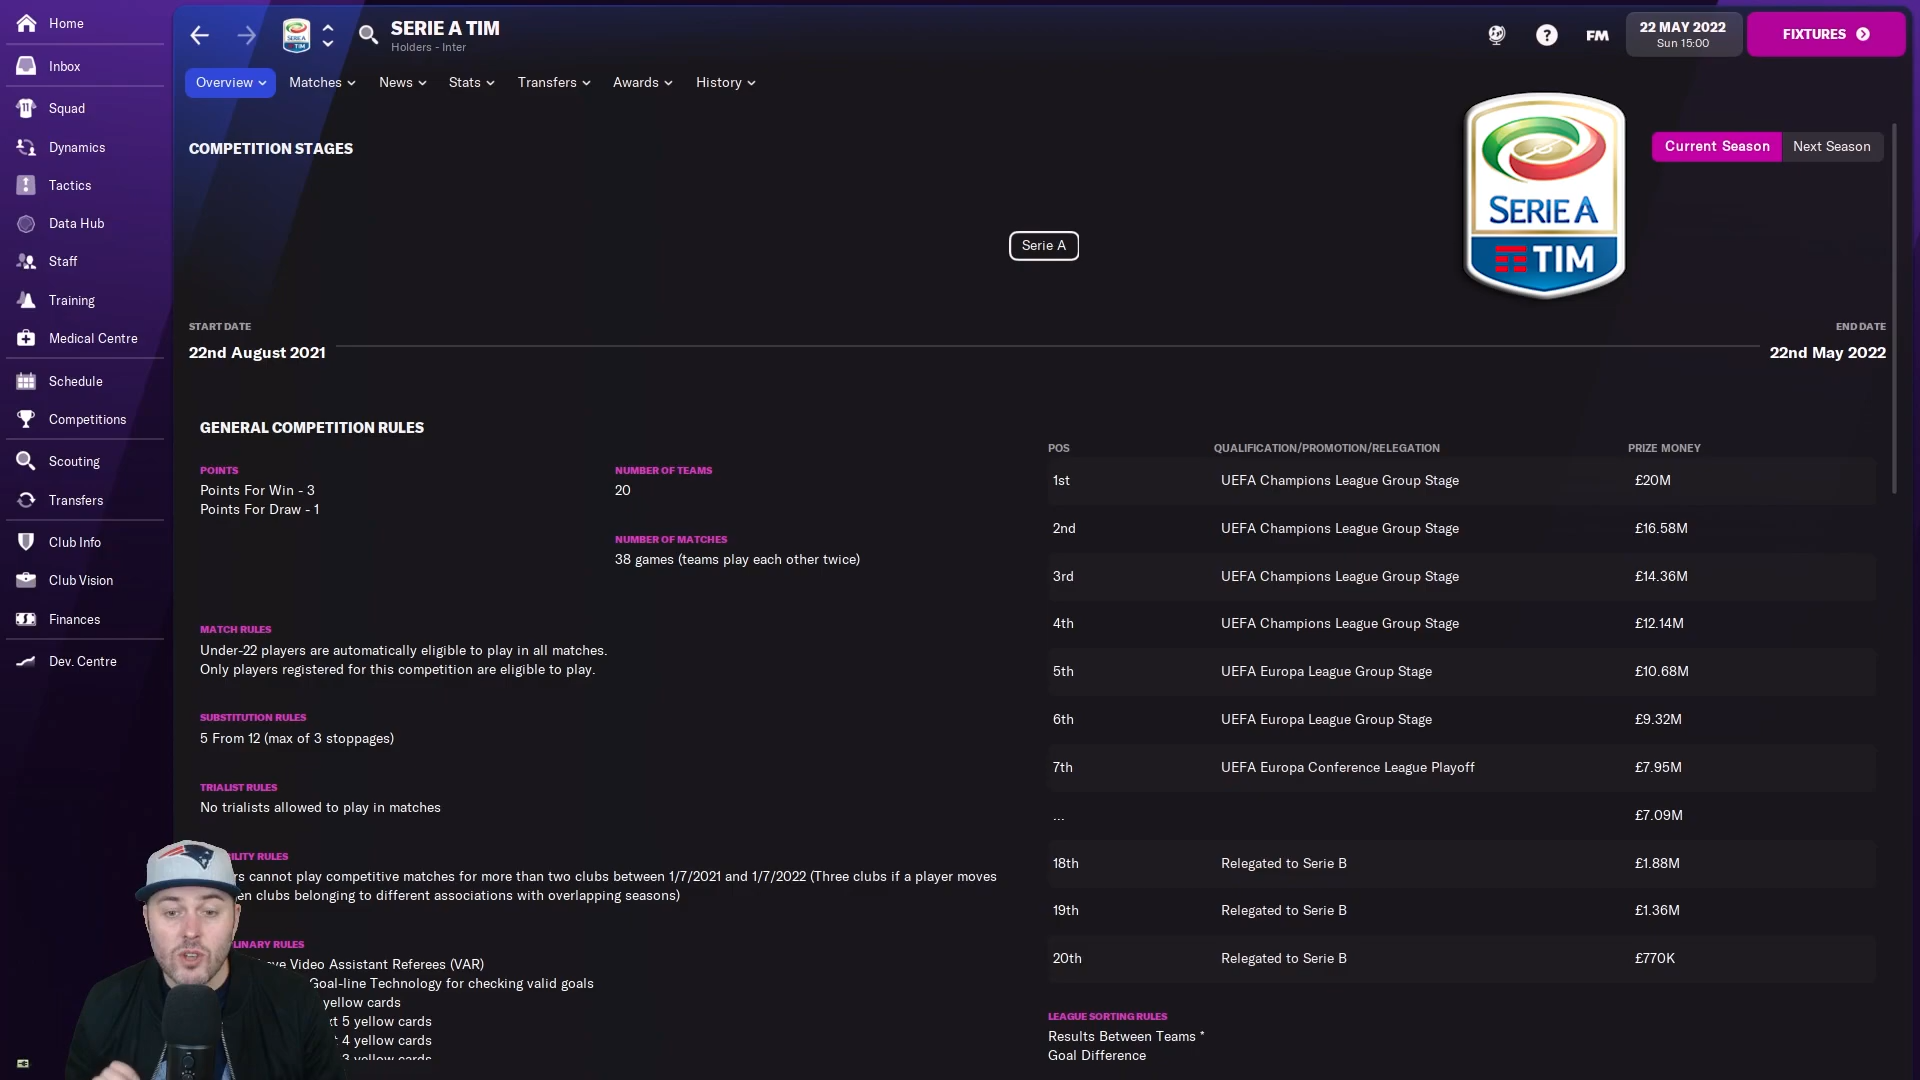 Home
Inbox
Squad
Dynamics
Tactics
Data Hub
Staff
Training
Medical Centre
Schedule
Competitions
Scouting
Transfers
Club Info
Club Vision
Finances
Dev. Centre
SERIE A TIM
Holders - Inter
FM
22 MAY 2022
Sun 15:00
FIXTURES
Overview
Matches
News
Stats
Transfers
Awards
History
COMPETITION STAGES
SERIE A
TIM
Current Season
Next Season
Serie A
START DATE
22nd August 2021
END DATE
22nd May 2022
GENERAL COMPETITION RULES
POINTS
Points For Win - 3
Points For Draw - 1
NUMBER OF TEAMS
20
NUMBER OF MATCHES
38 games (teams play each other twice)
MATCH RULES
Under-22 players are automatically eligible to play in all matches.
Only players registered for this competition are eligible to play.
SUBSTITUTION RULES
5 From 12 (max of 3 stoppages)
TRIALIST RULES
No trialists allowed to play in matches
RULES
cannot play competitive matches for more than two clubs between 1/7/2021 and 1/7/2022 (Three clubs if a player moves
clubs belonging to different associations with overlapping seasons)
RULES
Video Assistant Referees (VAR)
Goal-line Technology for checking valid goals
yellow cards
5 yellow cards
4 yellow cards
3 yellow cards
POS QUALIFICATION/PROMOTION/RELEGATION PRIZE MONEY
1st UEFA Champions League Group Stage £20M
2nd UEFA Champions League Group Stage £16.58M
3rd UEFA Champions League Group Stage £14.36M
4th UEFA Champions League Group Stage £12.14M
5th UEFA Europa League Group Stage £10.68M
6th UEFA Europa League Group Stage £9.32M
7th UEFA Europa Conference League Playoff £7.95M
... £7.09M
18th Relegated to Serie B £1.88M
19th Relegated to Serie B £1.36M
20th Relegated to Serie B £770K
LEAGUE SORTING RULES
Results Between Teams *
Goal Difference